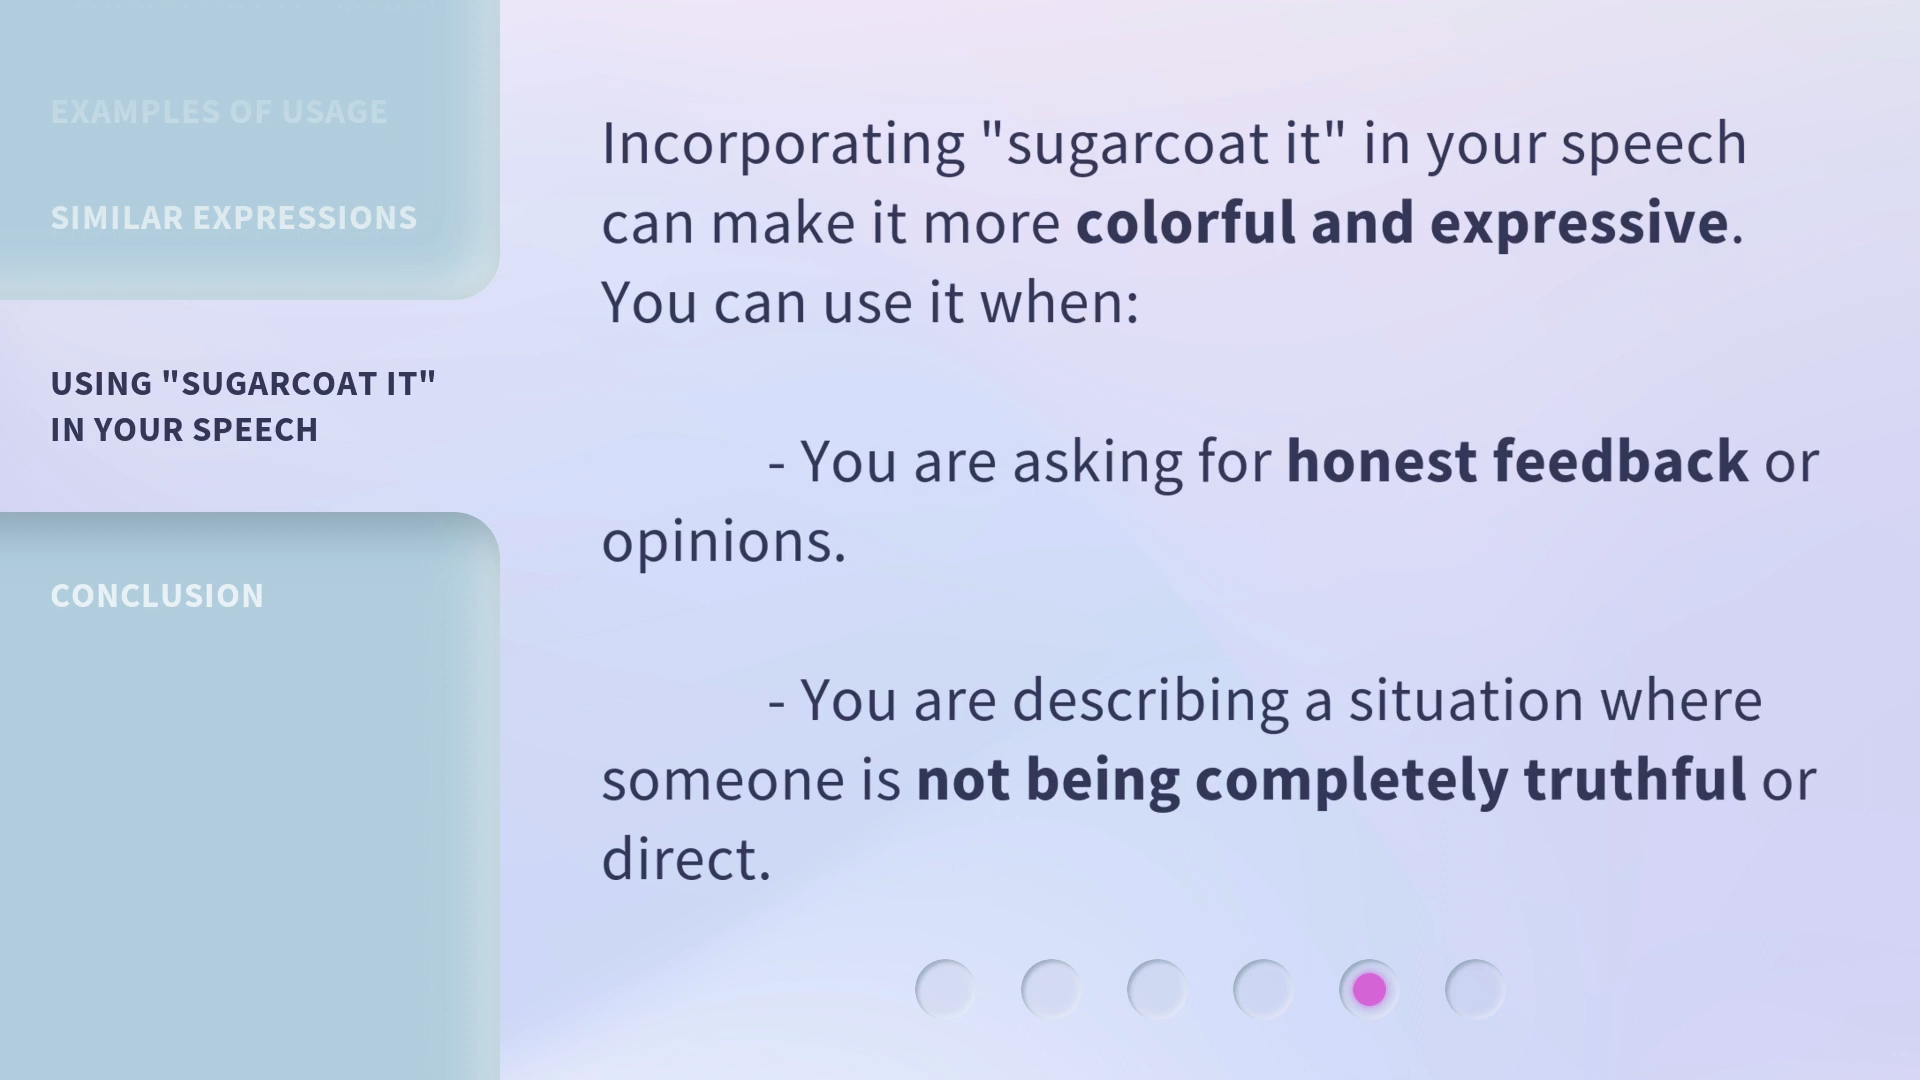 EXAMPLES OF USAGE
SIMILAR EXPRESSIONS
USING "SUGARCOAT IT"
IN YOUR SPEECH
CONCLUSION
Incorporating "sugarcoat it" in your speech
can make it more colorful and expressive.
You can use it when:
- You are asking for honest feedback or
opinions.
- You are describing a situation where
someone is not being completely truthful or
direct.